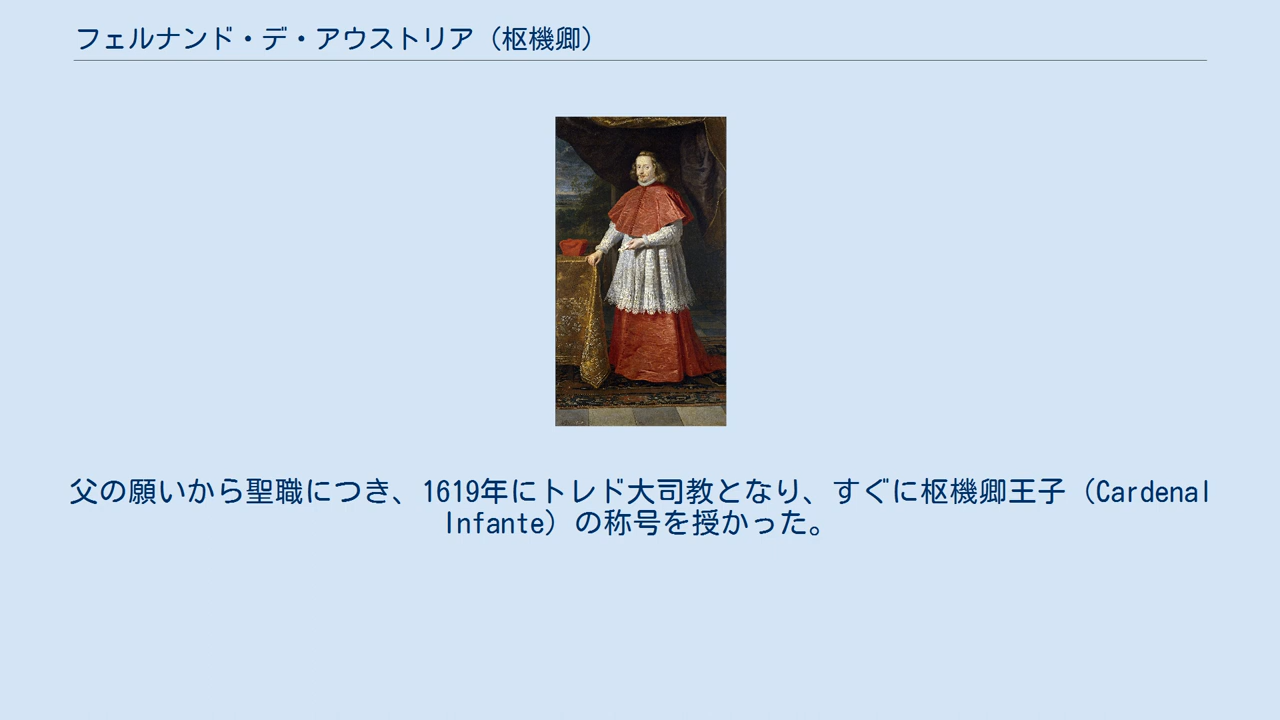 フェルナンド・デ・アウストリア（枢機卿）
父の願いから聖職につき、1619年にトレド大司教となり、すぐに枢機卿王子（Cardenal
Infante）の称号を授かった。